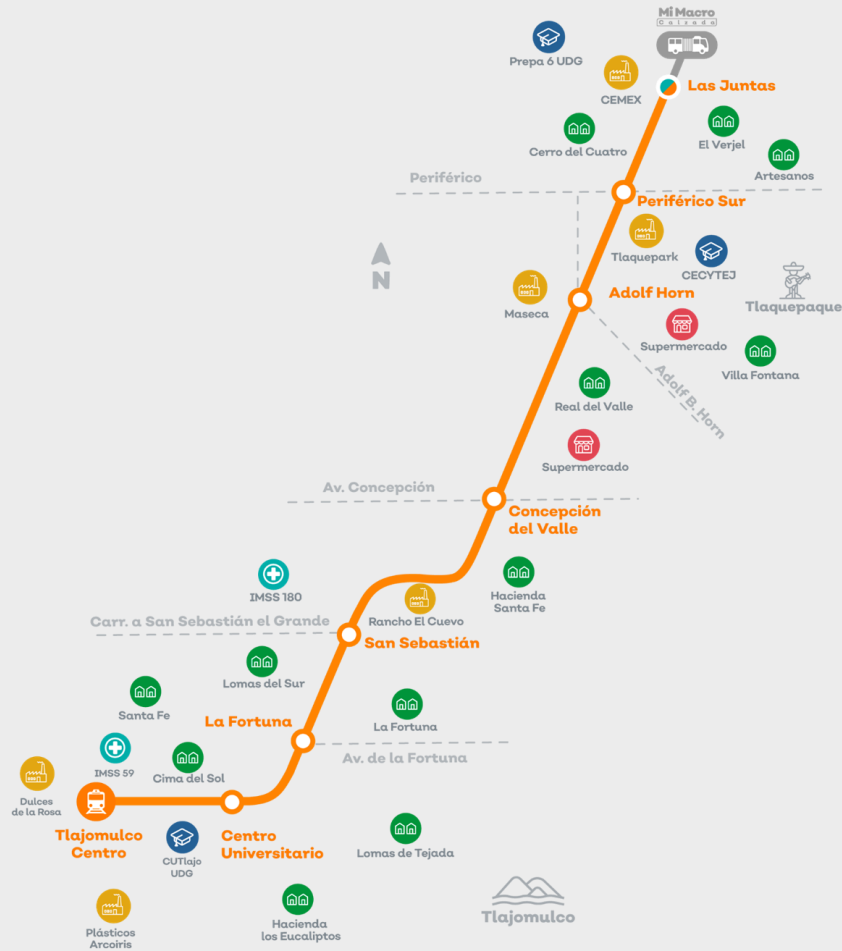 Mi Macro
Calzada
Prepa 6 UDG
CEMEX
Las Juntas
Cerro del Cuatro
El Verjel
Artesanos
Periférico
Periférico Sur
Tlaquepark
CECYTEJ
N
Maseca
Adolf Horn
Tlaquepaque
Supermercado
Villa Fontana
Adolf B. Horn
Real del Valle
Supermercado
Av. Concepción
Concepción
del Valle
IMSS 180
Hacienda
Santa Fe
Rancho El Cuevo
Carr. a San Sebastián el Grande
San Sebastián
Lomas del Sur
Santa Fe
La Fortuna
La Fortuna
Av. de la Fortuna
IMSS 59
Cima del Sol
Dulces
de la Rosa
Tlajomulco
Centro
CUTlajo
UDG
Centro
Universitario
Lomas de Tejada
Plásticos
Arcoiris
Hacienda
los Eucaliptos
Tlajomulco